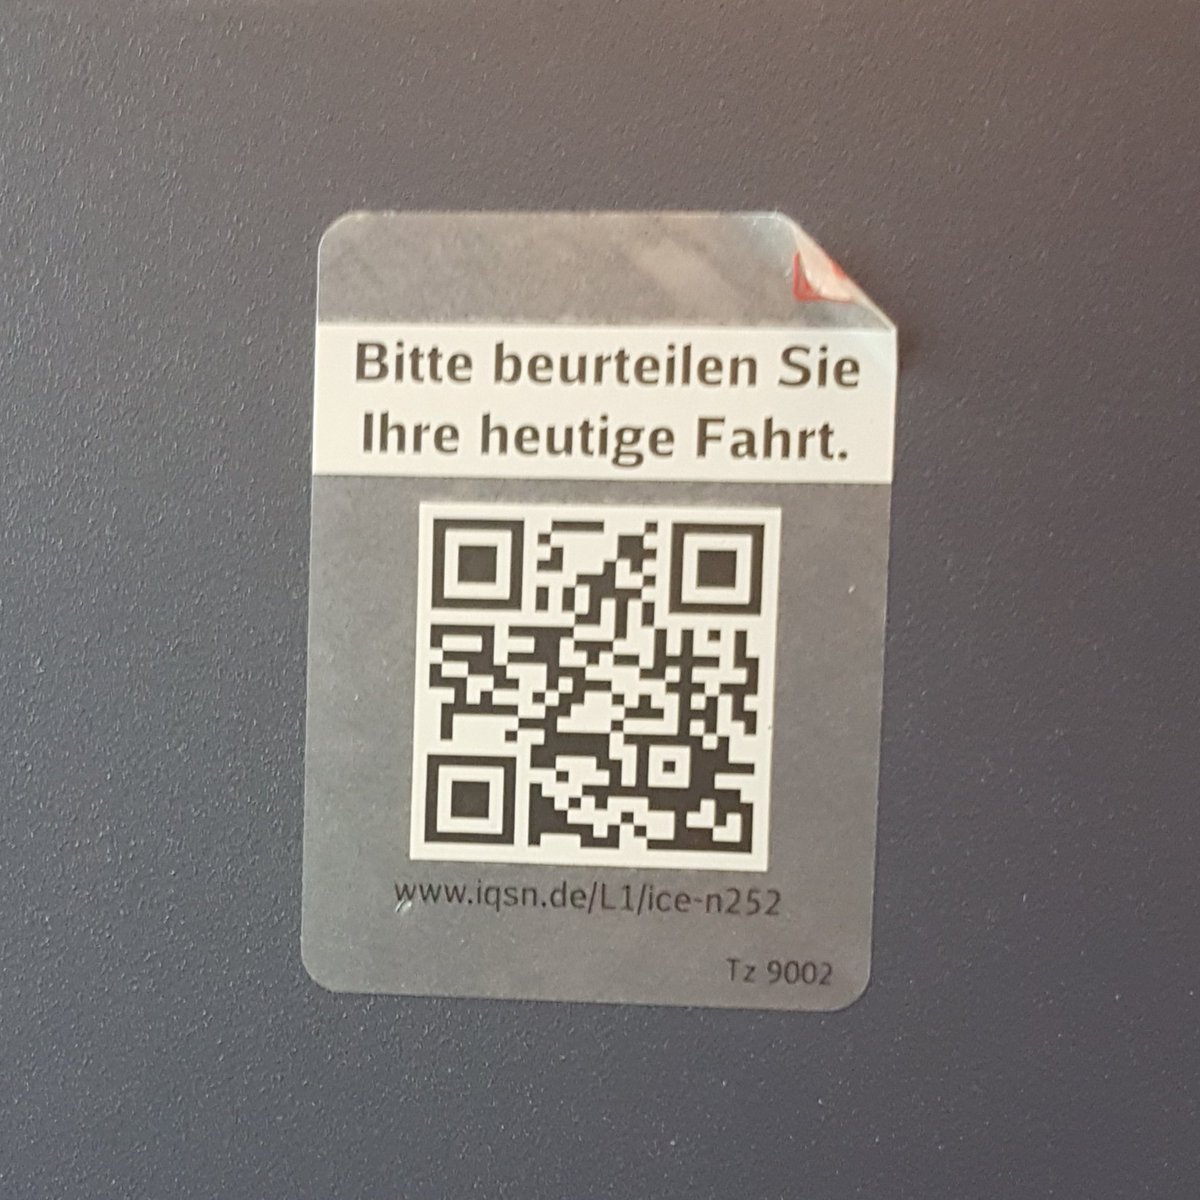 Bitte beurteilen Sie
Ihre heutige Fahrt.
www.iqsn.de/L1/ice-n252
Tz 9002